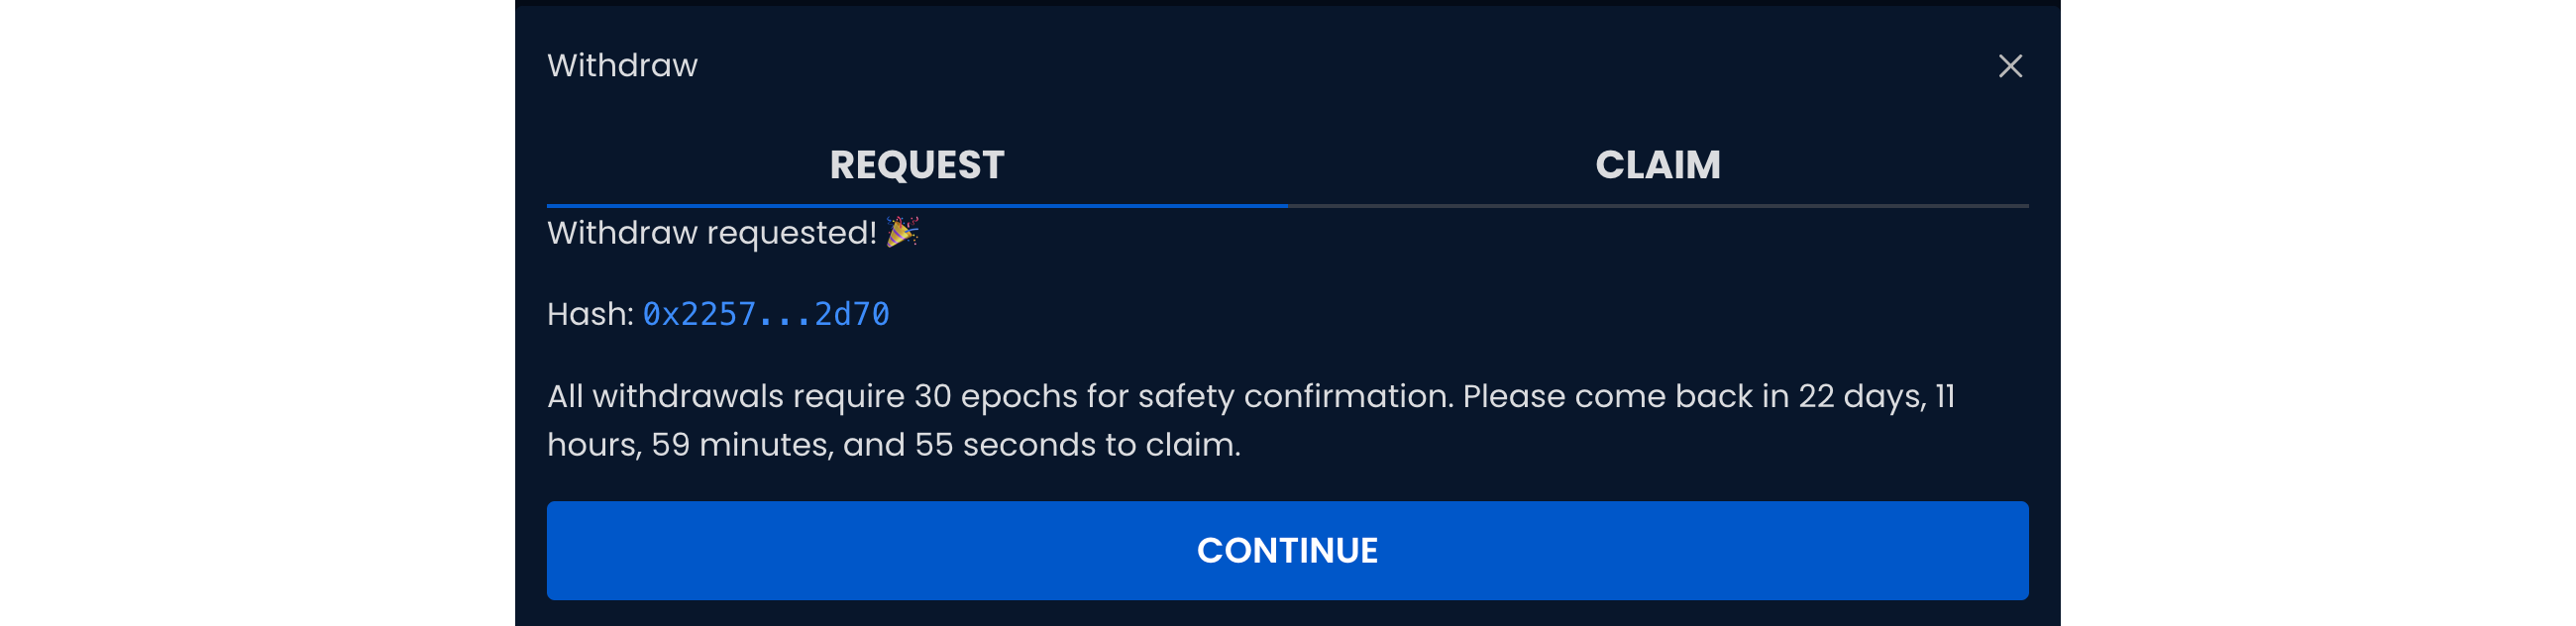 Withdraw
REQUEST
CLAIM
Withdraw requested! 🎉
Hash: 0x2257...2d70
All withdrawals require 30 epochs for safety confirmation. Please come back in 22 days, 11
hours, 59 minutes, and 55 seconds to claim.
CONTINUE